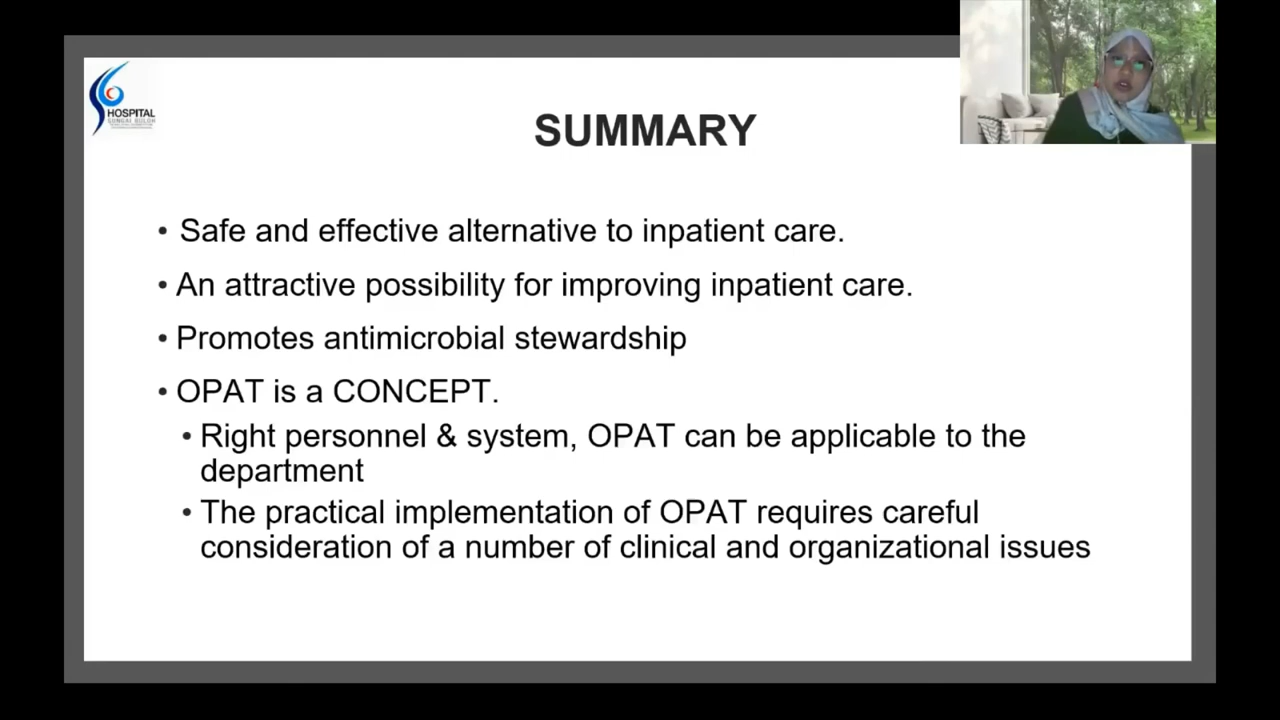 HOSPITAL
SUNGAI BULOH
SUMMARY
• Safe and effective alternative to inpatient care.
• An attractive possibility for improving inpatient care.
• Promotes antimicrobial stewardship
• OPAT is a CONCEPT.
• Right personnel & system, OPAT can be applicable to the
department
• The practical implementation of OPAT requires careful
consideration of a number of clinical and organizational issues